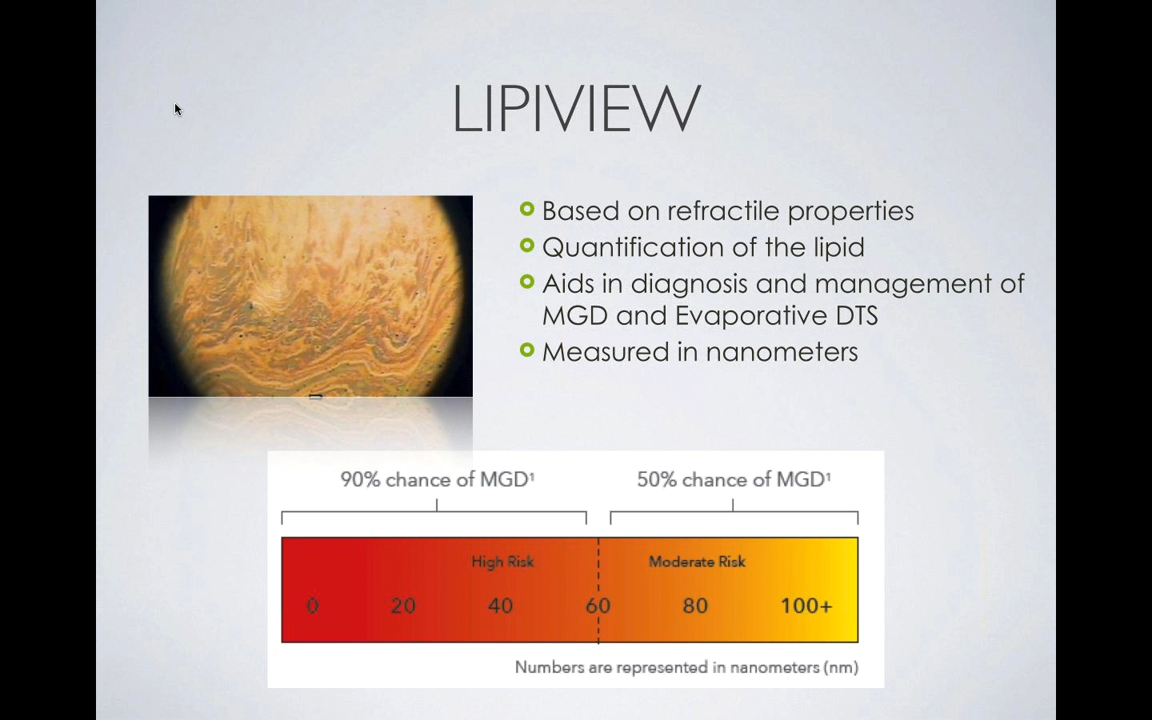 LIPIVIEW
Based on refractile properties
Quantification of the lipid
Aids in diagnosis and management of
MGD and Evaporative DTS
Measured in nanometers
90% chance of MGD¹
50% chance of MGD¹
High Risk
Moderate Risk
0 20 40 60 80 100+
Numbers are represented in nanometers (nm)